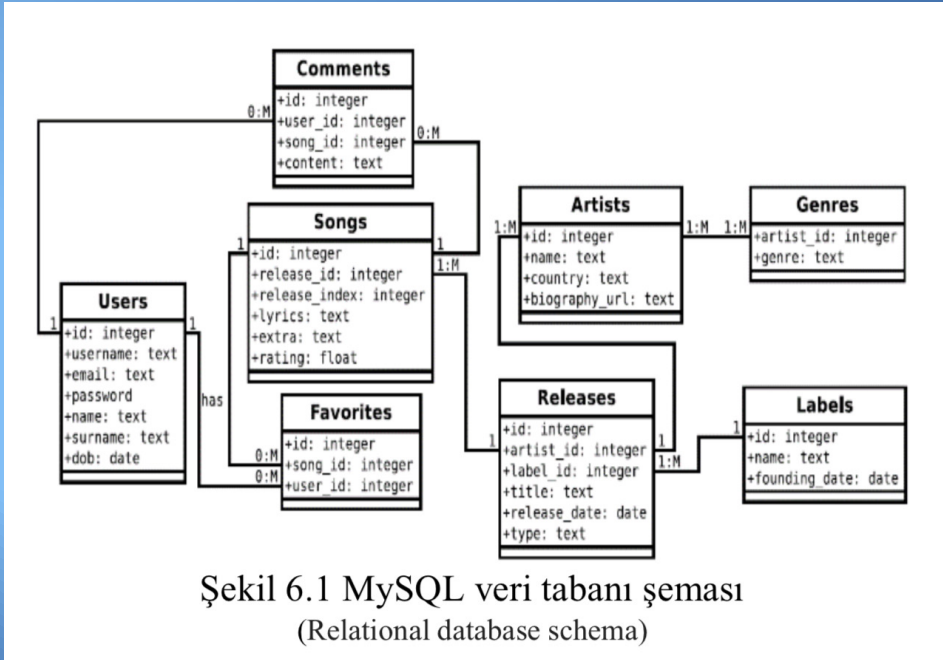 Comments
+id: integer
+user_id: integer
+song_id: integer
+content: text
0:M
0:M
Songs
+id: integer
+release_id: integer
+release_index: integer
+lyrics: text
+extra: text
+rating: float
1
1
1:M
Users
+id: integer
+username: text
+email: text
+password
+name: text
+surname: text
+dob: date
1
1
has
Favorites
+id: integer
+song_id: integer
+user_id: integer
0:M
0:M
Artists
+id: integer
+name: text
+country: text
+biography_url: text
1:M
1:M
1:M
Genres
+artist_id: integer
+genre: text
Releases
+id: integer
+artist_id: integer
+label_id: integer
+title: text
+release_date: date
+type: text
1
1
1:M
1
Labels
+id: integer
+name: text
+founding_date: date
Şekil 6.1 MySQL veri tabanı şeması
(Relational database schema)